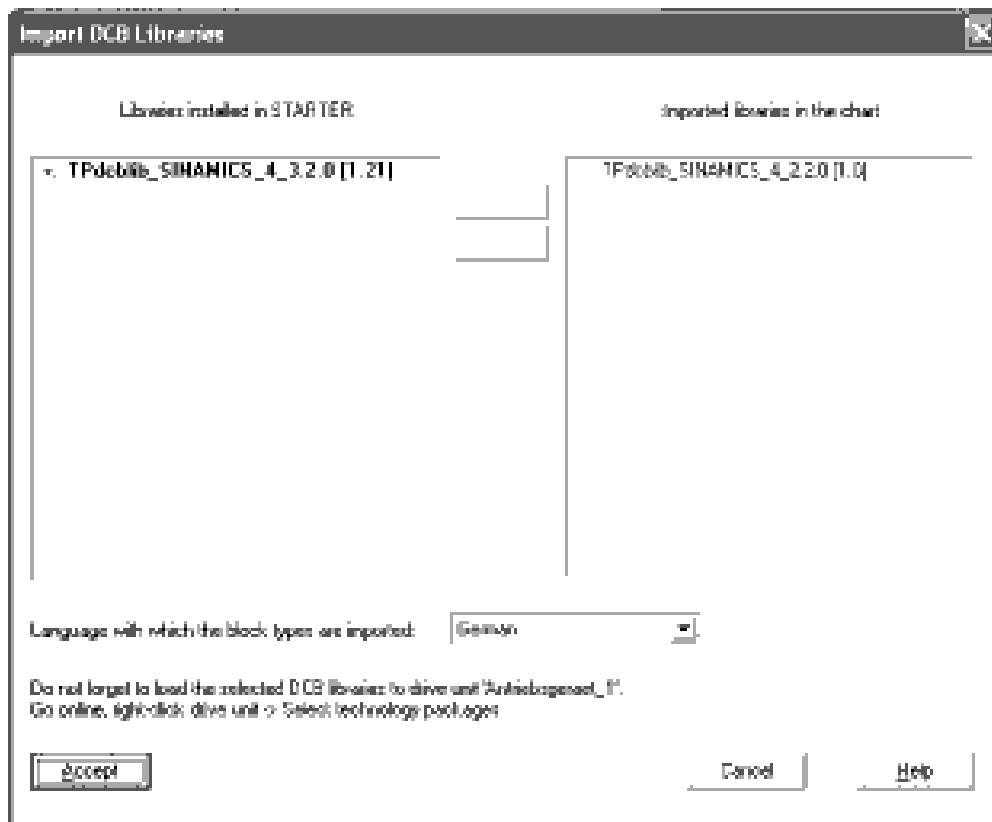 Import DCB Libraries
Libraries installed in STARTER
Imported libraries in the chart
TPdcblib_SINAMICS_4_3.2.0 [1.21]
TPdcblib_SINAMICS_4_2.2.0 [1.0]
Language with which the block types are imported:
German
Do not forget to load the selected DCB libraries to drive unit 'Antriebsgeraet_1'.
Go online, right-click drive unit -> Select technology packages
Accept
Cancel
Help